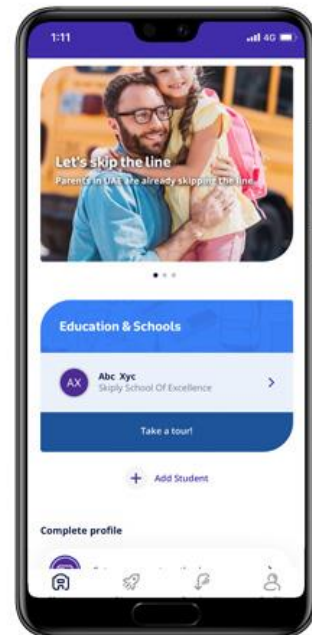 1:11
4G
Let's skip the line
Parents in UAE are already skipping the line
Education & Schools
AX
Abc Xyc
Skiply School Of Excellence
Take a tour!
+ Add Student
Complete profile